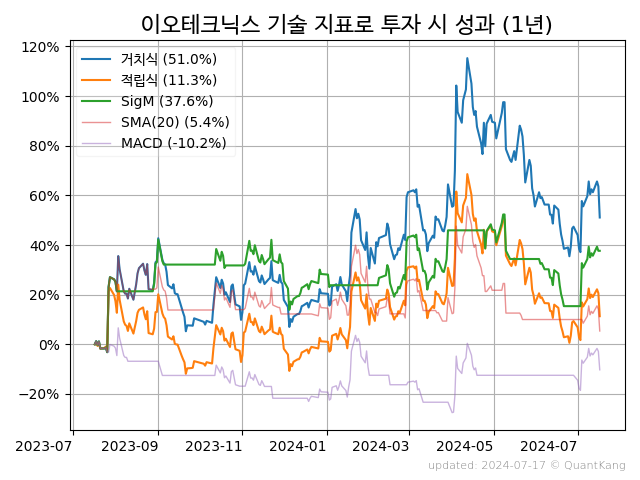 이오테크닉스 기술 지표로 투자 시 성과 (1년)
120%
100%
80%
60%
40%
20%
0%
−20%
거치식 (51.0%)
적립식 (11.3%)
SigM (37.6%)
SMA(20) (5.4%)
MACD (-10.2%)
2023-07 2023-09 2023-11 2024-01 2024-03 2024-05 2024-07
updated: 2024-07-17 © QuantKang